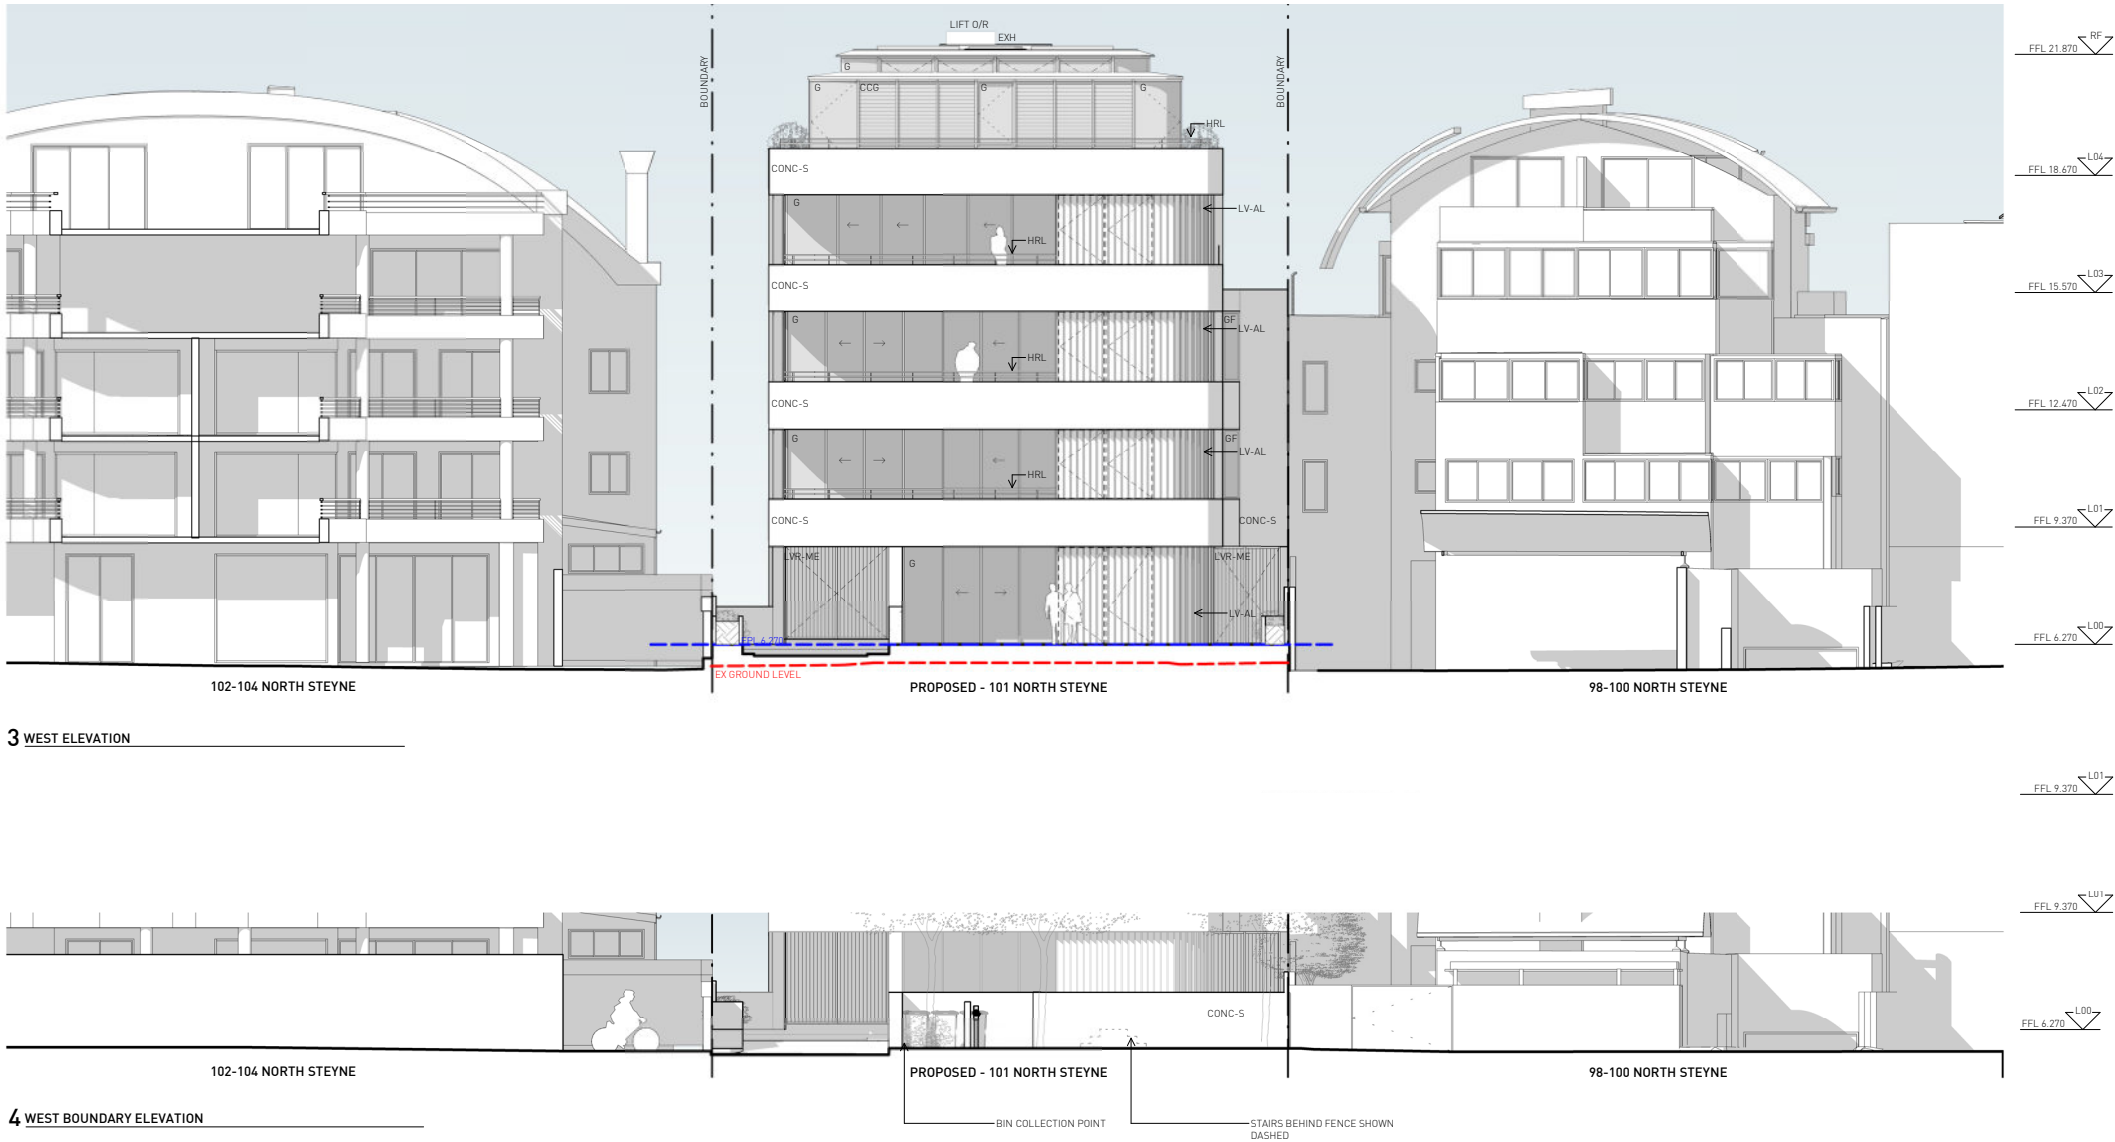 LIFT O/R
EXH
RF
FFL 21.870
BOUNDARY
BOUNDARY
G
G
CCG
G
G
HRL
L04
FFL 18.670
CONC-S
G
LV-AL
HRL
L03
FFL 15.570
CONC-S
G
GF
LV-AL
HRL
L02
FFL 12.470
CONC-S
G
GF
LV-AL
HRL
L01
FFL 9.370
CONC-S
CONC-S
LVR-ME
G
LVR-ME
LV-AL
L00
FFL 6.270
FPL 6.270
EX GROUND LEVEL
102-104 NORTH STEYNE
PROPOSED - 101 NORTH STEYNE
98-100 NORTH STEYNE
3 WEST ELEVATION
L01
FFL 9.370
L01
FFL 9.370
CONC-S
L00
FFL 6.270
102-104 NORTH STEYNE
PROPOSED - 101 NORTH STEYNE
98-100 NORTH STEYNE
4 WEST BOUNDARY ELEVATION
BIN COLLECTION POINT
STAIRS BEHIND FENCE SHOWN
DASHED